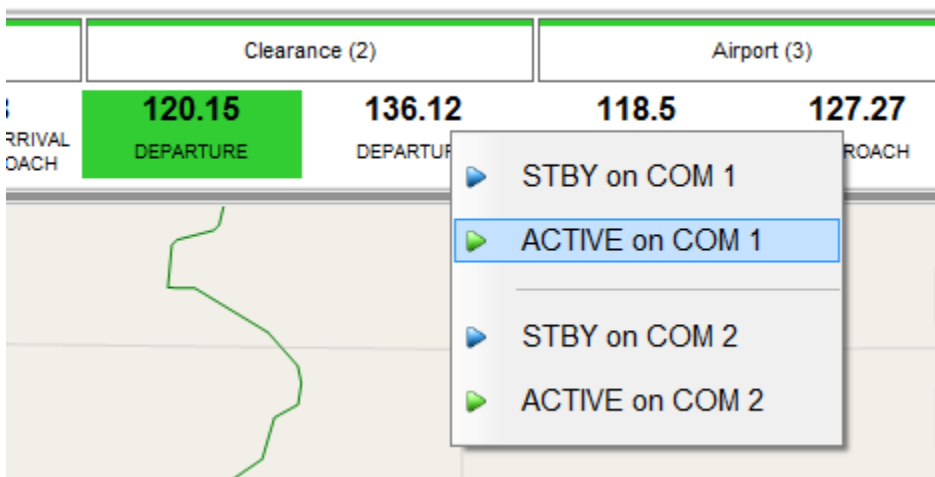 Clearance (2)
Airport (3)
120.15
136.12
118.5
127.27
DEPARTURE
STBY on COM 1
ACTIVE on COM 1
STBY on COM 2
ACTIVE on COM 2